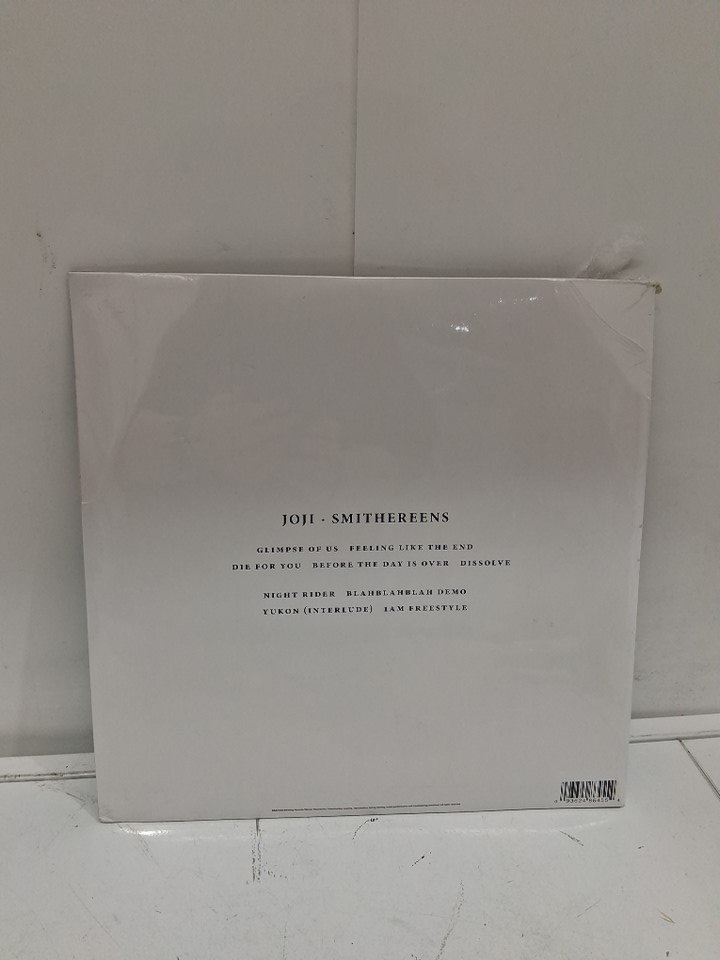 JOJI · SMITHEREENS
GLIMPSE OF US FEELING LIKE THE END
DIE FOR YOU BEFORE THE DAY IS OVER DISSOLVE
NIGHT RIDER BLAHBLAHBLAH DEMO
YUKON (INTERLUDE) 1AM FREESTYLE